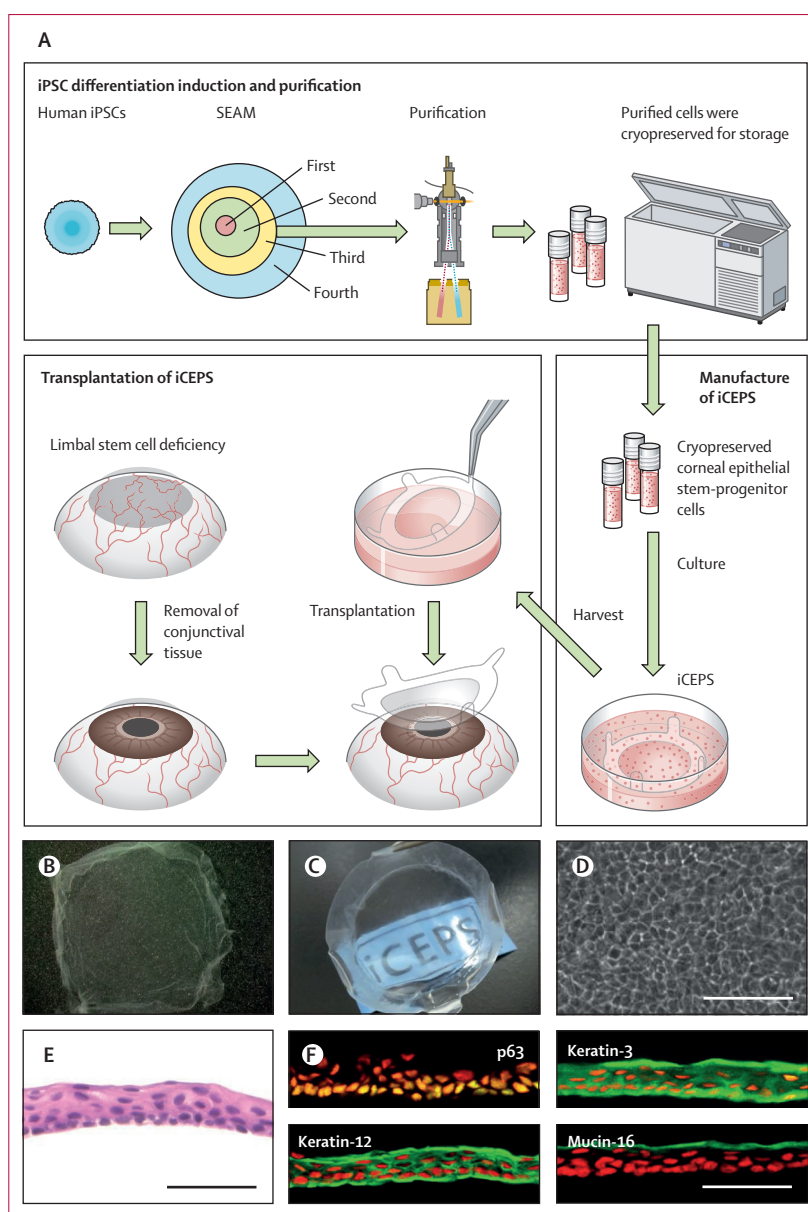 A
iPSC differentiation induction and purification
Human iPSCs
SEAM
Purification
Purified cells were
cryopreserved for storage
First
Second
Third
Fourth
Transplantation of iCEPS
Manufacture
of iCEPS
Limbal stem cell deficiency
Cryopreserved
corneal epithelial
stem-progenitor
cells
Removal of
conjunctival
tissue
Transplantation
Harvest
Culture
iCEPS
B
C
iCEPS
D
E
F
p63
Keratin-3
Keratin-12
Mucin-16